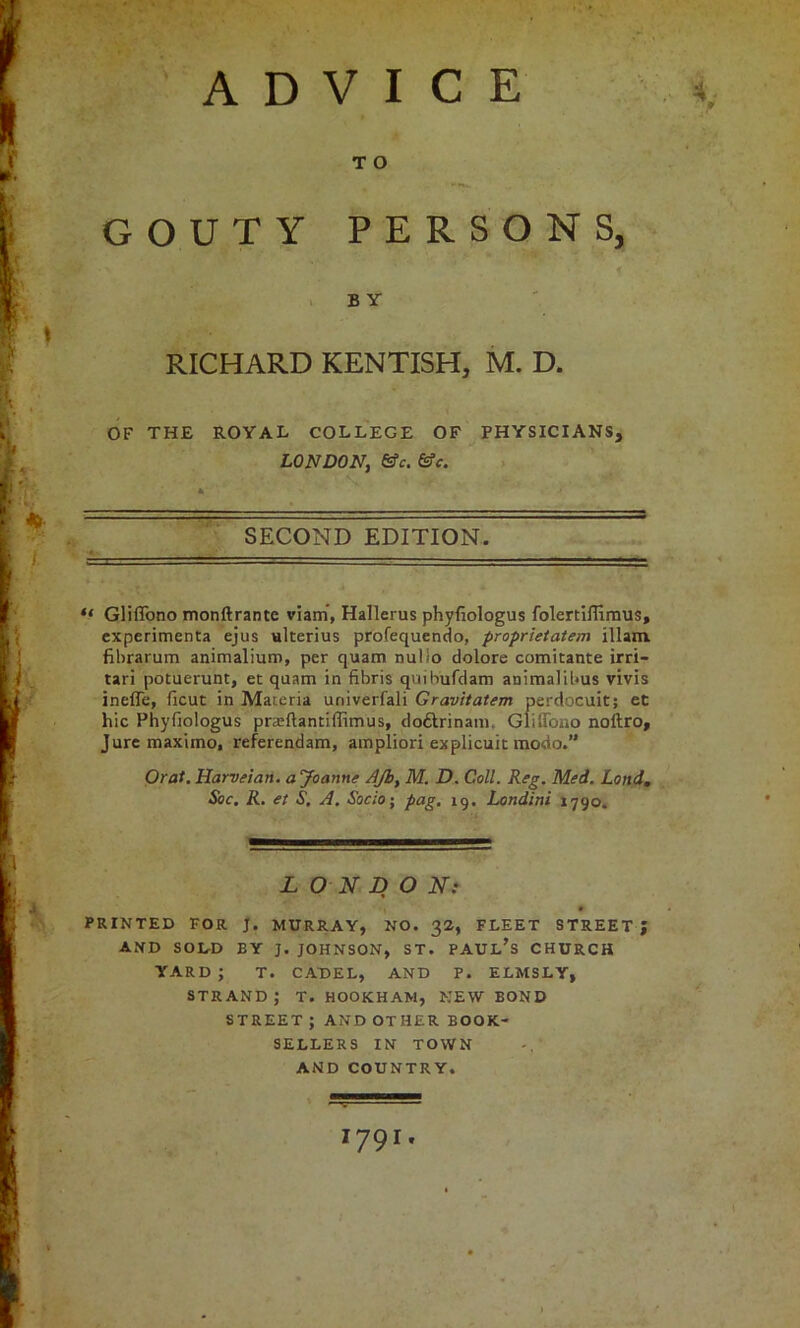 ADVICE
TO
GOUTY PERSONS,
BY
RICHARD KENTISH, M. D.
OF THE ROYAL COLLEGE OF PHYSICIANS,
LONDON, &c. &c.
SECOND EDITION.
“ Gliſſono monſtrante viam, Hallerus phyſiologus ſolertiſſimus,
experimenta ejus ulterius proſequendo, proprietatem illam
fibrarum animalium, per quam nullo dolore comitante irri-
tari potuerunt, et quam in fibris quibuſdam animalibus vivis
ineſſe, ſicut in Materia univerſali Gravitatem perdocuit; et
hic Phyſiologus præſtantiſſimus, doctrinam, Gliſſono noſtro,
Jure maximo, referendam, ampliori explicuit modo.”
Orat. Harveian. a Joanne Aſh, M. D. Coll. Reg. Med. Lond.
Soc. R. et S. A. Socio; pag. 19. Londini 1790.
LONDON:
PRINTED FOR J. MURRAY, NO. 32, FLEET STREET;
AND SOLD BY J. JOHNSON, ST. PAUL'S CHURCH
YARD; T. CADEL, AND P. ELMSLY,
STRAND; T. HOOKHAM, NEW BOND
STREET; AND OTHER BOOK-
SELLERS IN TOWN
AND COUNTRY.
1791.